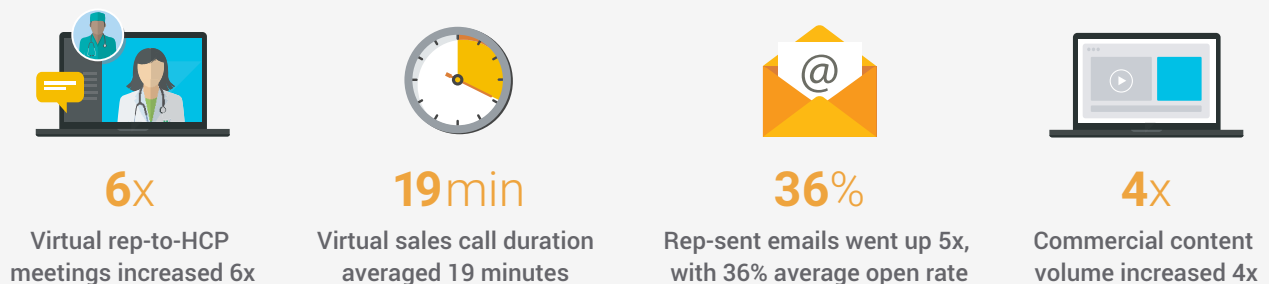 @
6x
Virtual rep-to-HCP
meetings increased 6x
19min
Virtual sales call duration
averaged 19 minutes
36%
Rep-sent emails went up 5x,
with 36% average open rate
4x
Commercial content
volume increased 4x